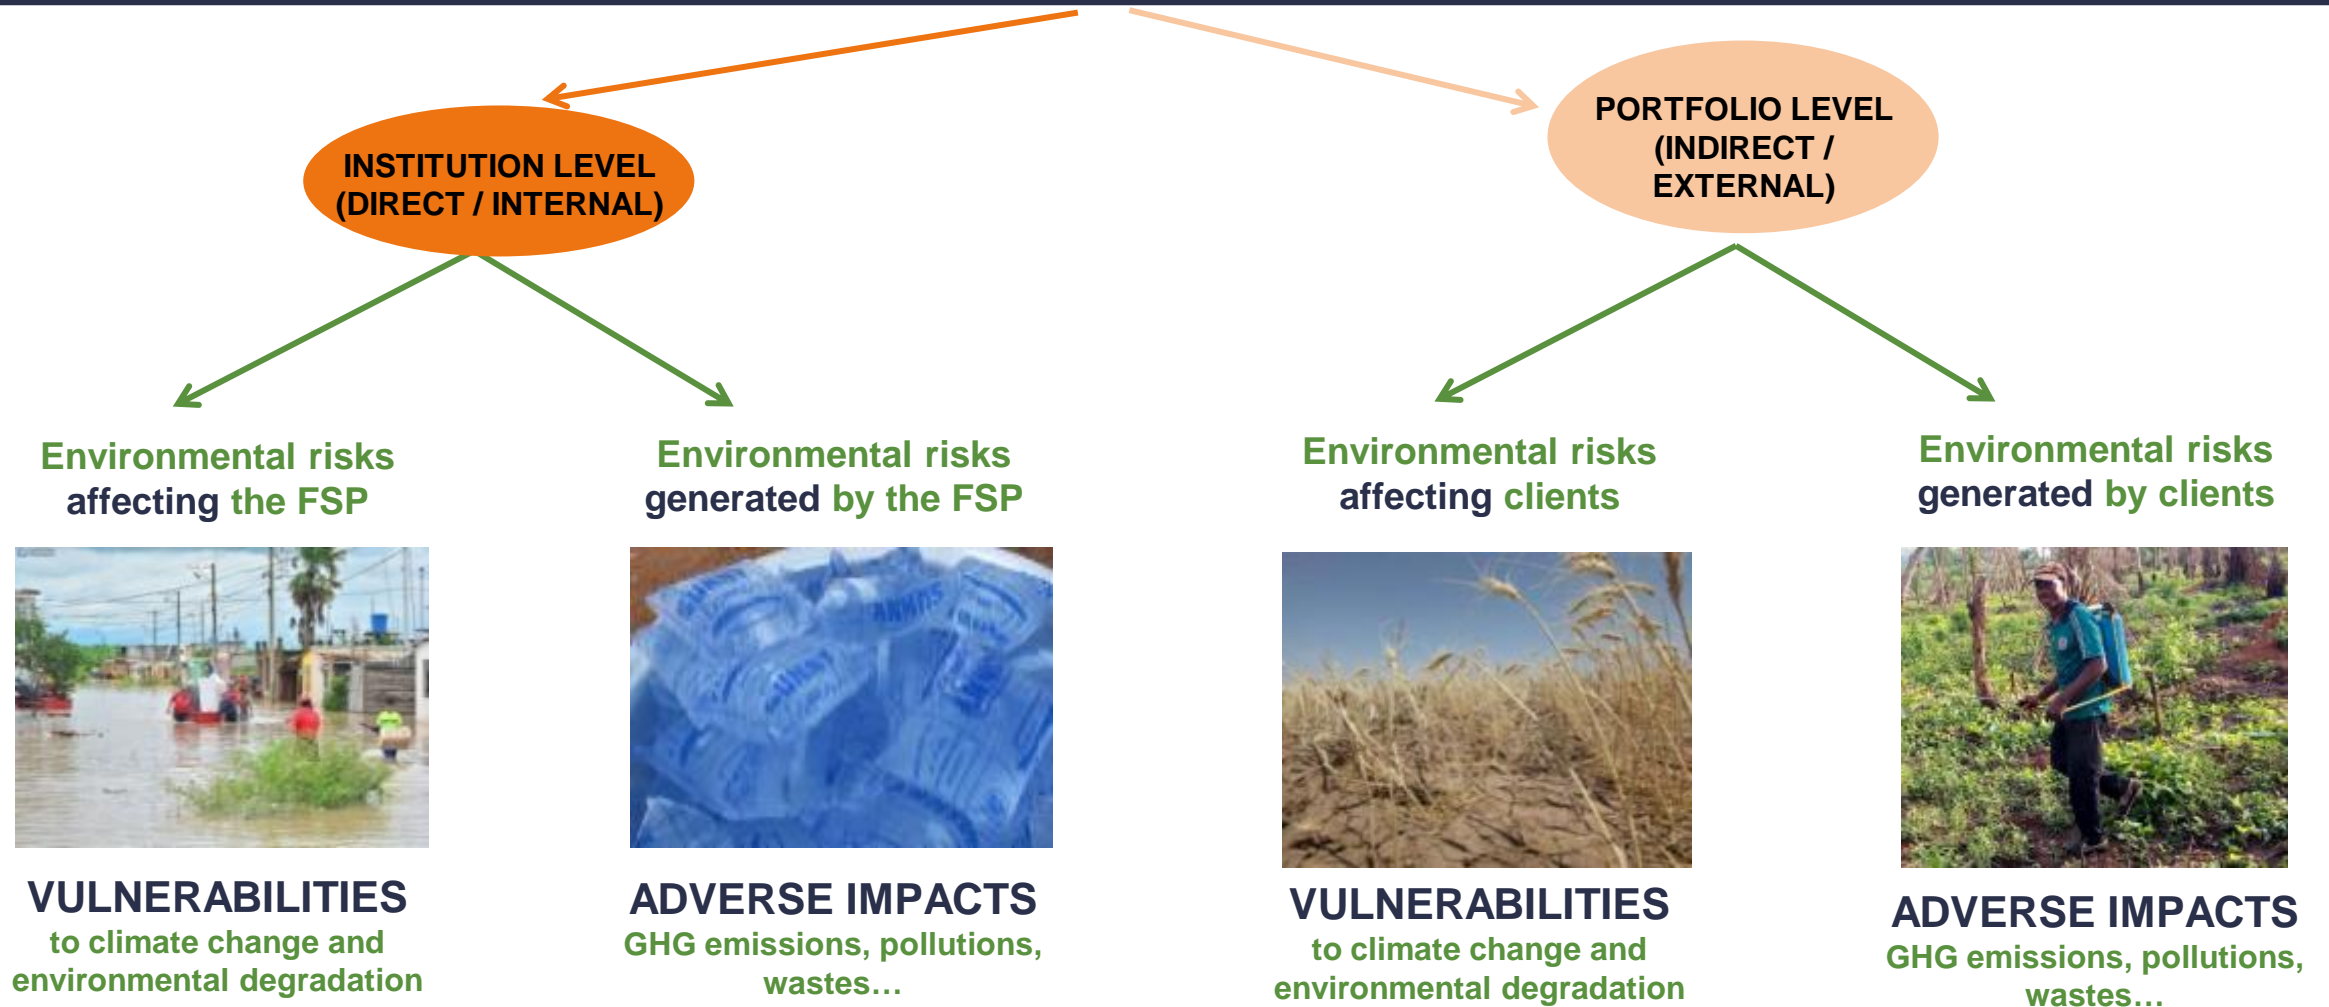 INSTITUTION LEVEL
(DIRECT / INTERNAL)
PORTFOLIO LEVEL
(INDIRECT /
EXTERNAL)
Environmental risks
affecting the FSP
Environmental risks
generated by the FSP
Environmental risks
affecting clients
Environmental risks
generated by clients
VULNERABILITIES
to climate change and
environmental degradation
ADVERSE IMPACTS
GHG emissions, pollutions,
wastes…
VULNERABILITIES
to climate change and
environmental degradation
ADVERSE IMPACTS
GHG emissions, pollutions,
wastes…